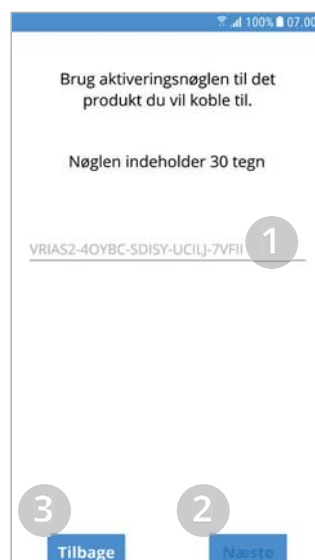 100% 07.00
Brug aktiveringsnøglen til det
produkt du vil koble til.
Nøglen indeholder 30 tegn
VRIAS2-4OYBC-SDISY-UCILJ-7VFII
1
3
2
Tilbage
Næste